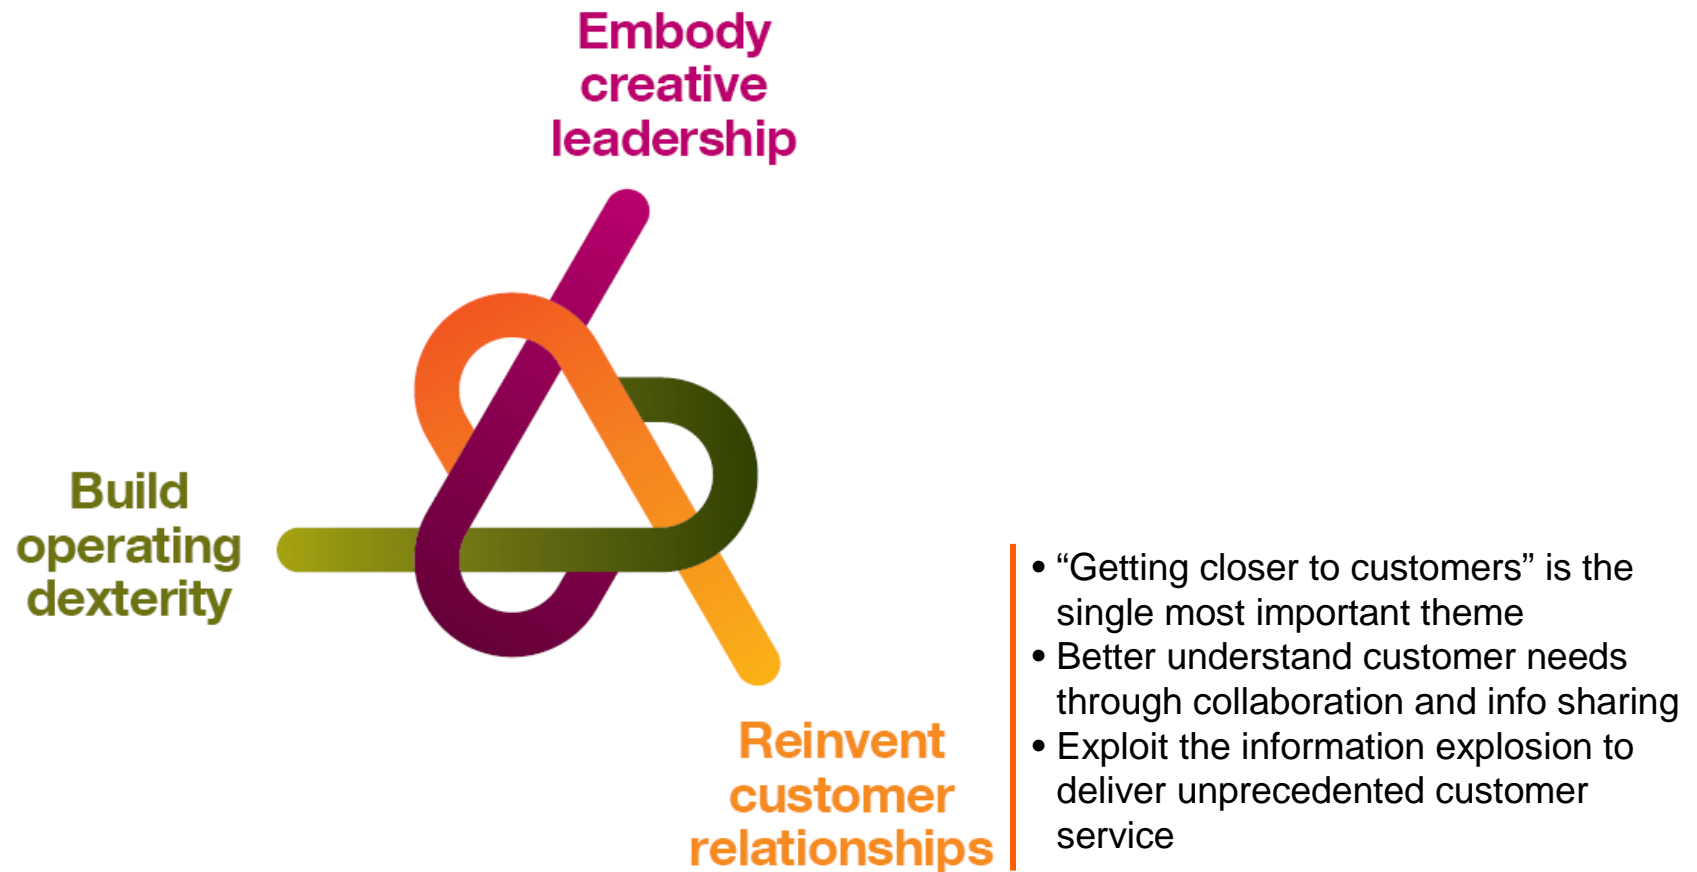 Embody
creative
leadership
Build
operating
dexterity
Reinvent
customer
relationships
• “Getting closer to customers” is the
single most important theme
• Better understand customer needs
through collaboration and info sharing
• Exploit the information explosion to
deliver unprecedented customer
service